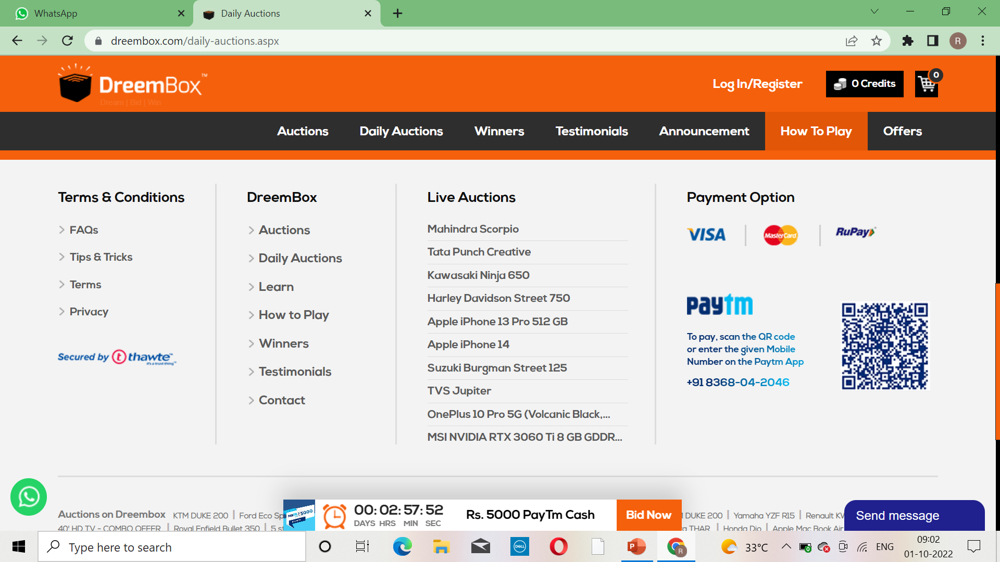 WhatsApp
Daily Auctions
dreembox.com/daily-auctions.aspx
R
DreemBox™
Dream | Bid | Win
Log In/Register
0 Credits
0
Auctions
Daily Auctions
Winners
Testimonials
Announcement
How To Play
Offers
Terms & Conditions
FAQs
Tips & Tricks
Terms
Privacy
Secured by thawte™
it's a trust thing™
DreemBox
Auctions
Daily Auctions
Learn
How to Play
Winners
Testimonials
Contact
Live Auctions
Mahindra Scorpio
Tata Punch Creative
Kawasaki Ninja 650
Harley Davidson Street 750
Apple iPhone 13 Pro 512 GB
Apple iPhone 14
Suzuki Burgman Street 125
TVS Jupiter
OnePlus 10 Pro 5G (Volcanic Black,...
MSI NVIDIA RTX 3060 Ti 8 GB GDDR...
Payment Option
VISA
MasterCard
RuPay
paytm
To pay, scan the QR code
or enter the given Mobile
Number on the Paytm App
+91 8368-04-2046
00: 02: 57: 52
DAYS HRS MIN SEC
Rs. 5000 PayTm Cash
Bid Now
Auctions on Dreembox KTM DUKE 200 | Ford Eco Sp
DUKE 200 | Yamaha YZF R15 | Renault KV
40' HD TV - COMBO OFFER | Royal Enfield Bullet 350 | 5 s
THAR | Honda Dio | Apple Mac Book Air
Send message
Type here to search
DELL
P
R
33°C
ENG
09:02
01-10-2022